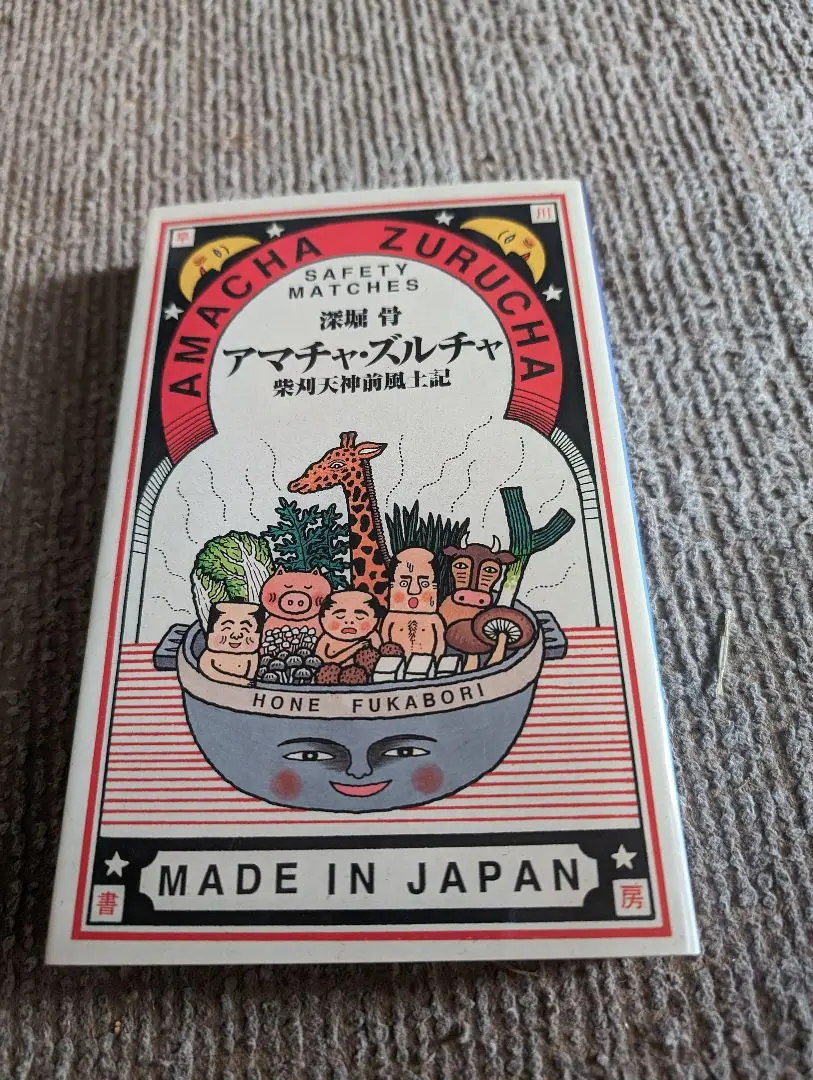 早 川
AMACHA ZURUCHA
SAFETY
MATCHES
深堀 骨
アマチャ・ズルチャ
柴刈天神前風土記
HONE FUKABORI
MADE IN JAPAN
書 房